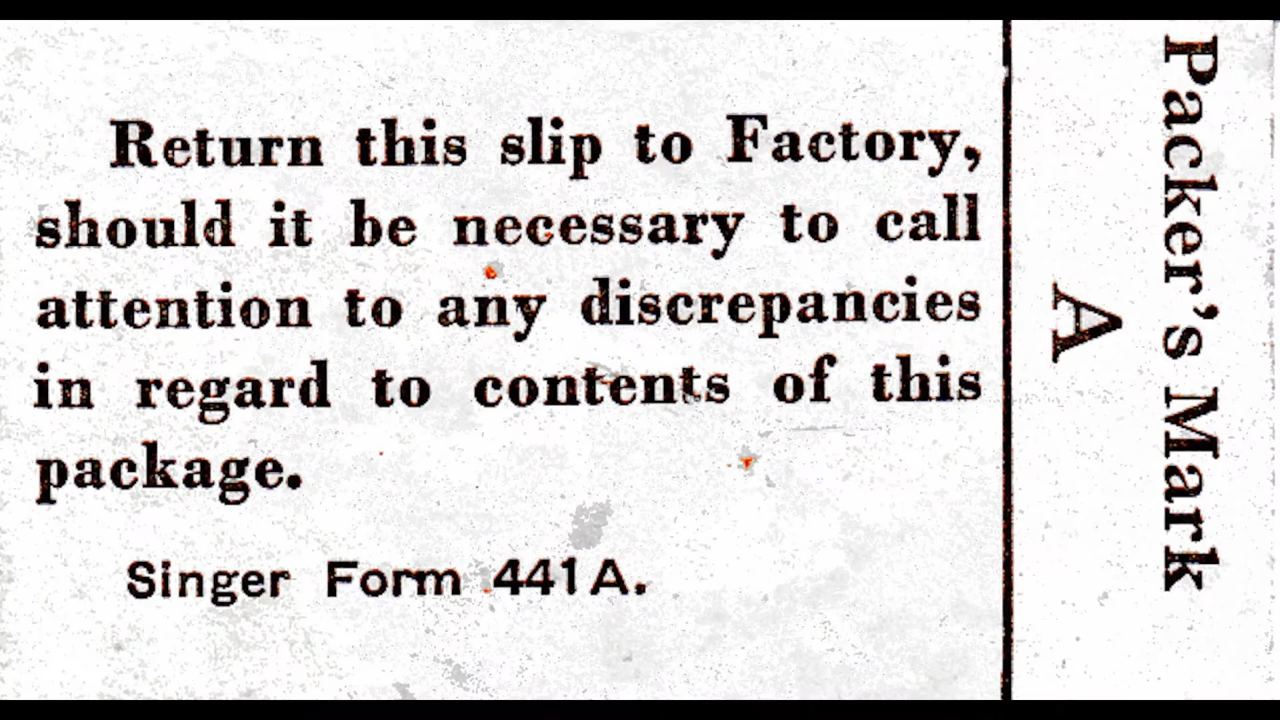 Return this slip to Factory,
should it be necessary to call
attention to any discrepancies
in regard to contents of this
package.
Singer Form 441A.
Packer's Mark
A